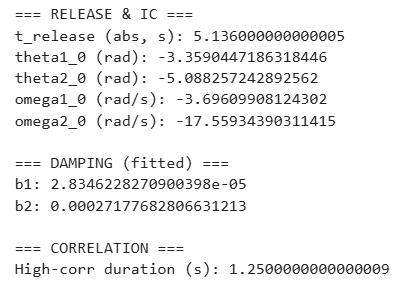 === RELEASE & IC ===
t_release (abs, s): 5.136000000000005
theta1_0 (rad): -3.3590447186318446
theta2_0 (rad): -5.088257242892562
omega1_0 (rad/s): -3.69609908124302
omega2_0 (rad/s): -17.55934390311415

=== DAMPING (fitted) ===
b1: 2.8346228270900398e-05
b2: 0.00027177682806631213

=== CORRELATION ===
High-corr duration (s): 1.2500000000000009